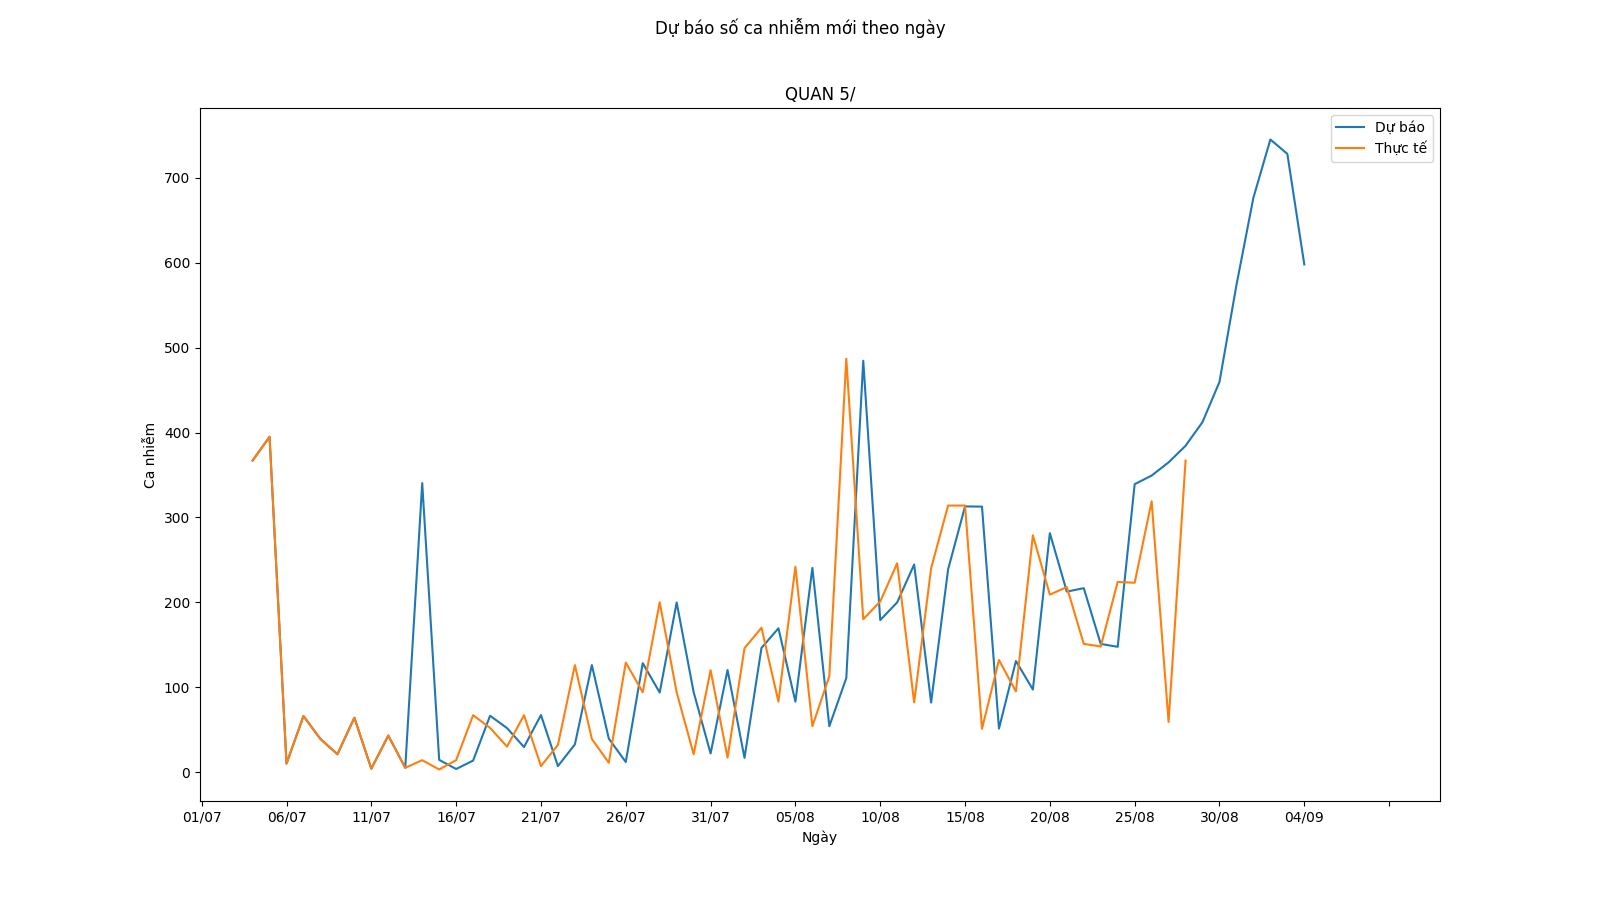 Dự báo số ca nhiễm mới theo ngày
QUAN 5/
Dự báo
Thực tế
700
600
500
400
300
200
100
0
Ca nhiễm
01/07 06/07 11/07 16/07 21/07 26/07 31/07 05/08 10/08 15/08 20/08 25/08 30/08 04/09
Ngày